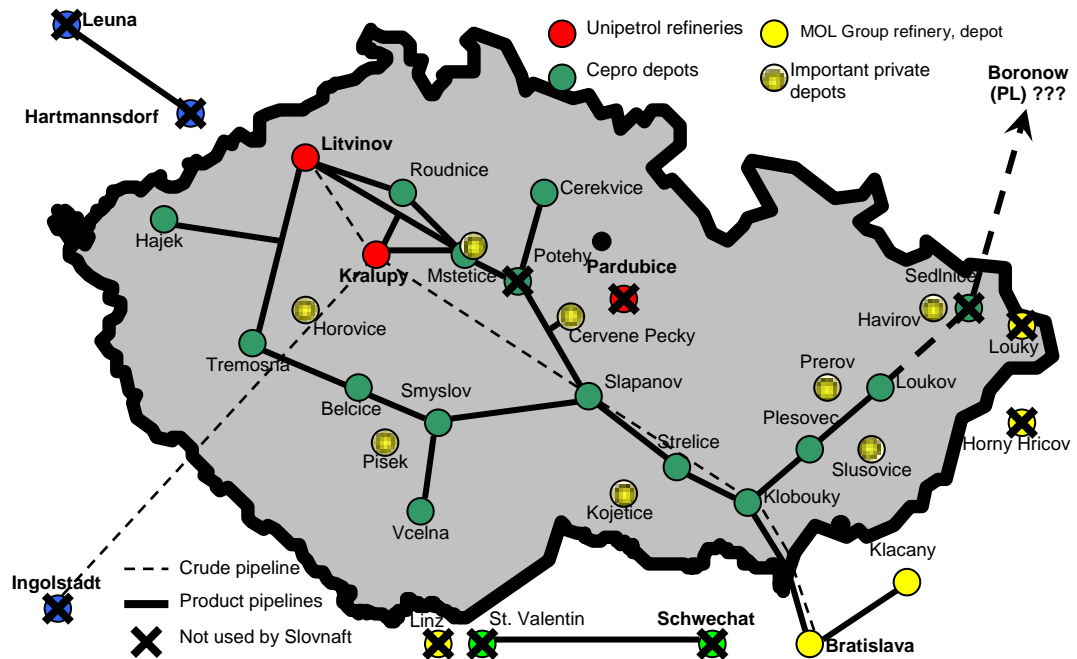 Leuna
Unipetrol refineries
MOL Group refinery, depot
Cepro depots
Important private
depots
Boronow
(PL) ???
Hartmannsdorf
Litvinov
Roudnice
Cerekvice
Hajek
Kralupy
Mstetice
Potehy
Pardubice
Sedlnice
Horovice
Cervene Pecky
Havirov
Louky
Tremosna
Belcice
Smyslov
Slapanov
Prerov
Loukov
Plesovec
Pisek
Strelice
Slusovice
Horny Hricov
Kojetice
Klobouky
Vcelna
Klacany
Ingolstadt
Crude pipeline
Product pipelines
Not used by Slovnaft
Linz
St. Valentin
Schwechat
Bratislava